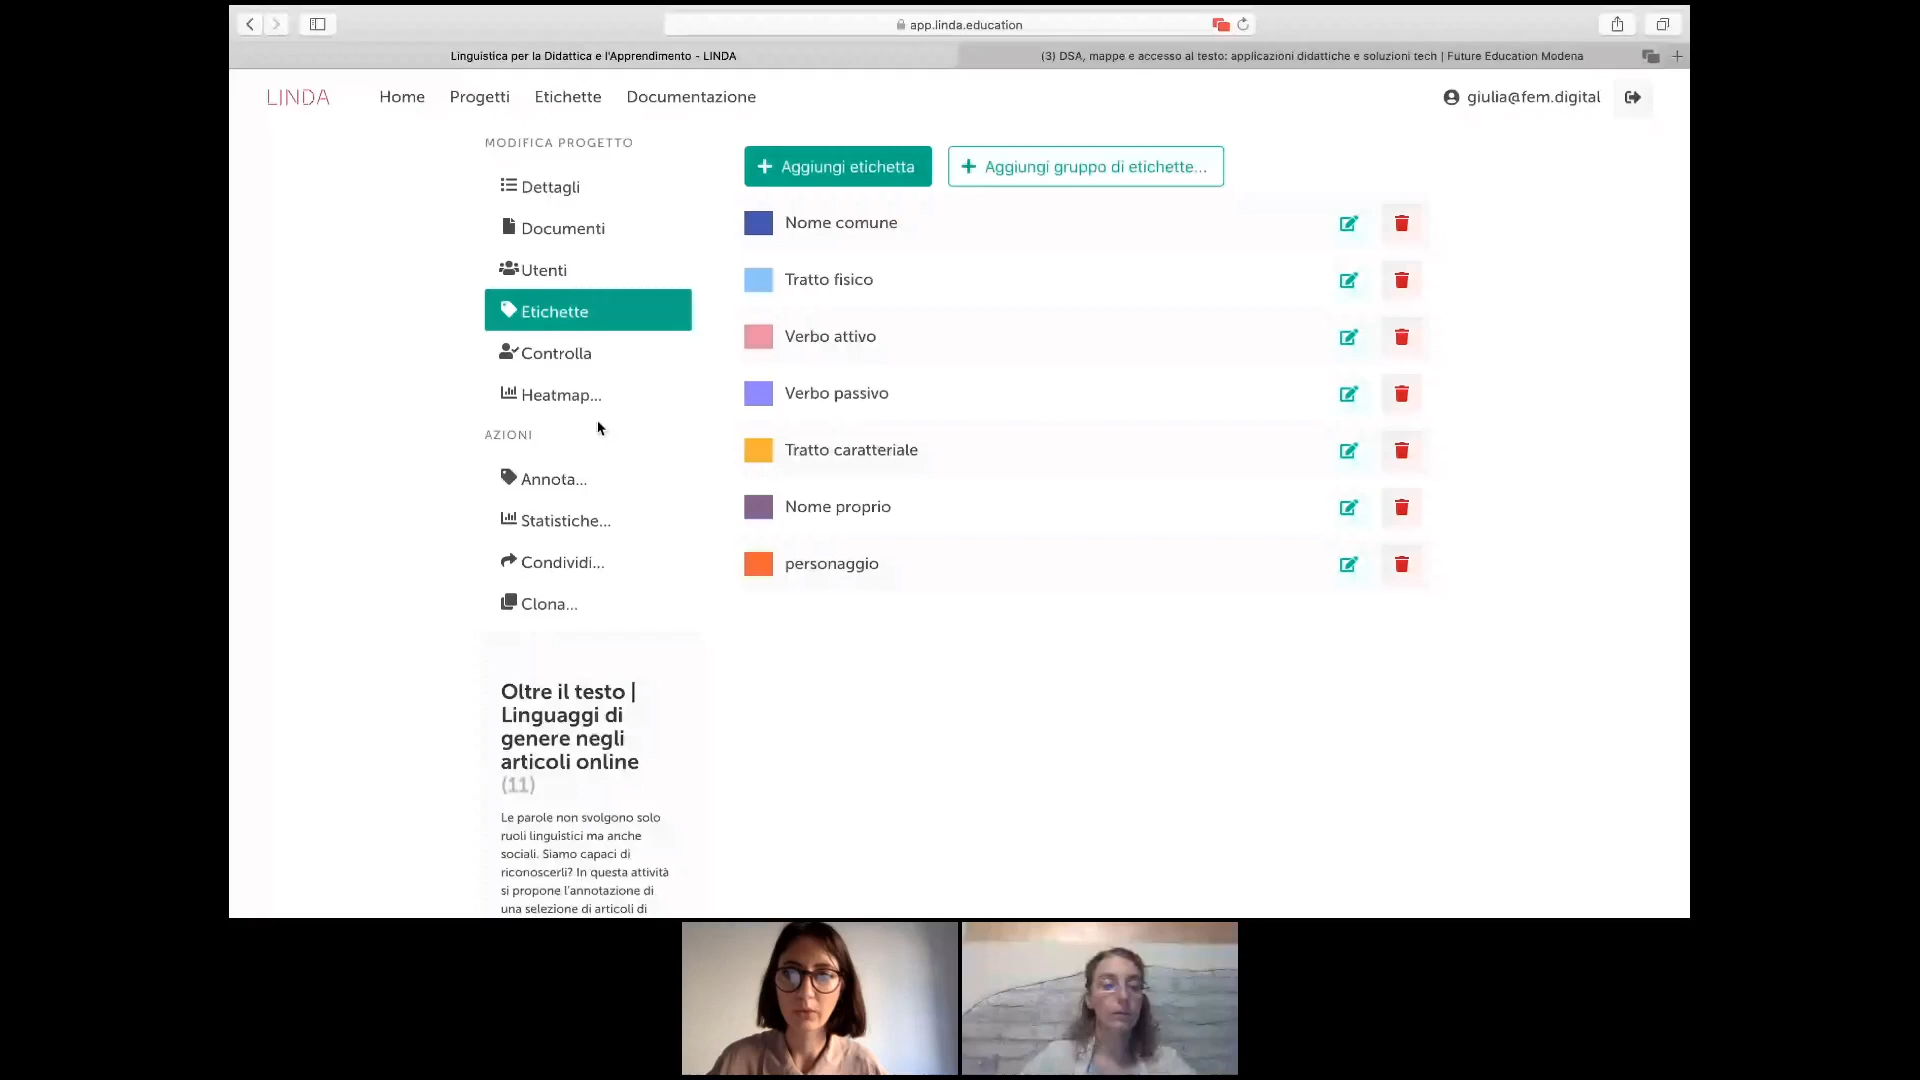 app.linda.education
Linguistica per la Didattica e l'Apprendimento - LINDA
(3) DSA, mappe e accesso al testo: applicazioni didattiche e soluzioni tech | Future Education Modena
LINDA
Home
Progetti
Etichette
Documentazione
giulia@fem.digital
MODIFICA PROGETTO
Dettagli
Documenti
Utenti
Etichette
Controlla
Heatmap...
AZIONI
Annota...
Statistiche...
Condividi...
Clona...
Oltre il testo |
Linguaggi di
genere negli
articoli online
(11)
Le parole non svolgono solo
ruoli linguistici ma anche
sociali. Siamo capaci di
riconoscerli? In questa attività
si propone l'annotazione di
una selezione di articoli di
+ Aggiungi etichetta
+ Aggiungi gruppo di etichette...
Nome comune
Tratto fisico
Verbo attivo
Verbo passivo
Tratto caratteriale
Nome proprio
personaggio